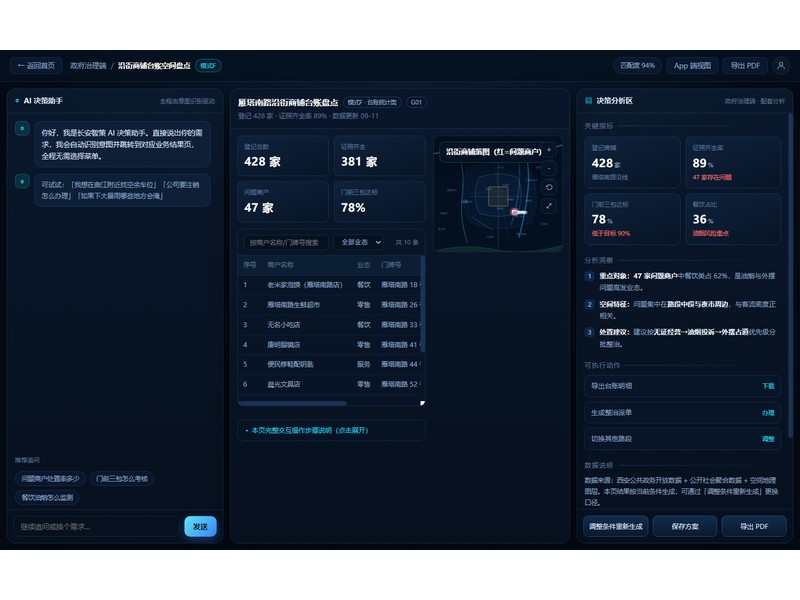 ← 返回首页
政府治理端 / 沿街商铺台账空间盘点 模式F
匹配度 94%
App 端视图
导出 PDF
AI 决策助手
全程由意图识别驱动
你好，我是长安智策 AI 决策助手。直接说出你的需
求，我会自动识别意图并跳转到对应业务结果页，
全程无需选择菜单。
可试试：「我想在曲江附近找空余车位」「公司要注销
怎么办理」「如果下大暴雨哪些地方会淹」
推荐追问
问题商户处置率多少
门前三包怎么考核
餐饮油烟怎么监测
继续追问或换个需求...
发送
雁塔南路沿街商铺台账盘点
模式F · 台账统计类
G01
登记 428 家 · 证照齐全率 89% · 数据更新 09-11
登记总数
428 家
证照齐全
381 家
问题商户
47 家
门前三包达标
78%
沿街商铺落图（红=问题商户）
按商户名称/门牌号搜索
全部业态
共 10 条
序号 商户名称 业态 门牌号
1 老米家泡馍（雁塔南路店） 餐饮 雁塔南路 18
2 雁塔南路生鲜超市 零售 雁塔南路 26
3 无名小吃店 餐饮 雁塔南路 33
4 康明眼镜店 零售 雁塔南路 41
5 便民修鞋配钥匙 服务 雁塔南路 44
6 晨光文具店 零售 雁塔南路 52
• 本页完整交互操作步骤说明（点击展开）
决策分析区
政府治理端 · 配套分析
关键指标
登记商铺
428 家
雁塔南路沿线
证照齐全率
89 %
47 家存在问题
门前三包达标
78 %
低于目标 90%
餐饮占比
36 %
油烟风险重点
分析洞察
1 重点对象：47 家问题商户中餐饮类占 62%，是油烟与外摆
问题高发业态。
2 空间特征：问题集中在路段中段与夜市周边，与客流密度正
相关。
3 处置建议：建议按无证经营→油烟投诉→外摆占道优先级分
批整治。
可执行动作
导出台账明细 下载
生成整治派单 办理
切换其他路段 调整
数据说明
数据来源：西安公共政务开放数据 + 公开社会聚合数据 + 空间地理
图层。本页结果按当前条件生成，可通过「调整条件重新生成」更换
口径。
调整条件重新生成
保存方案
导出 PDF